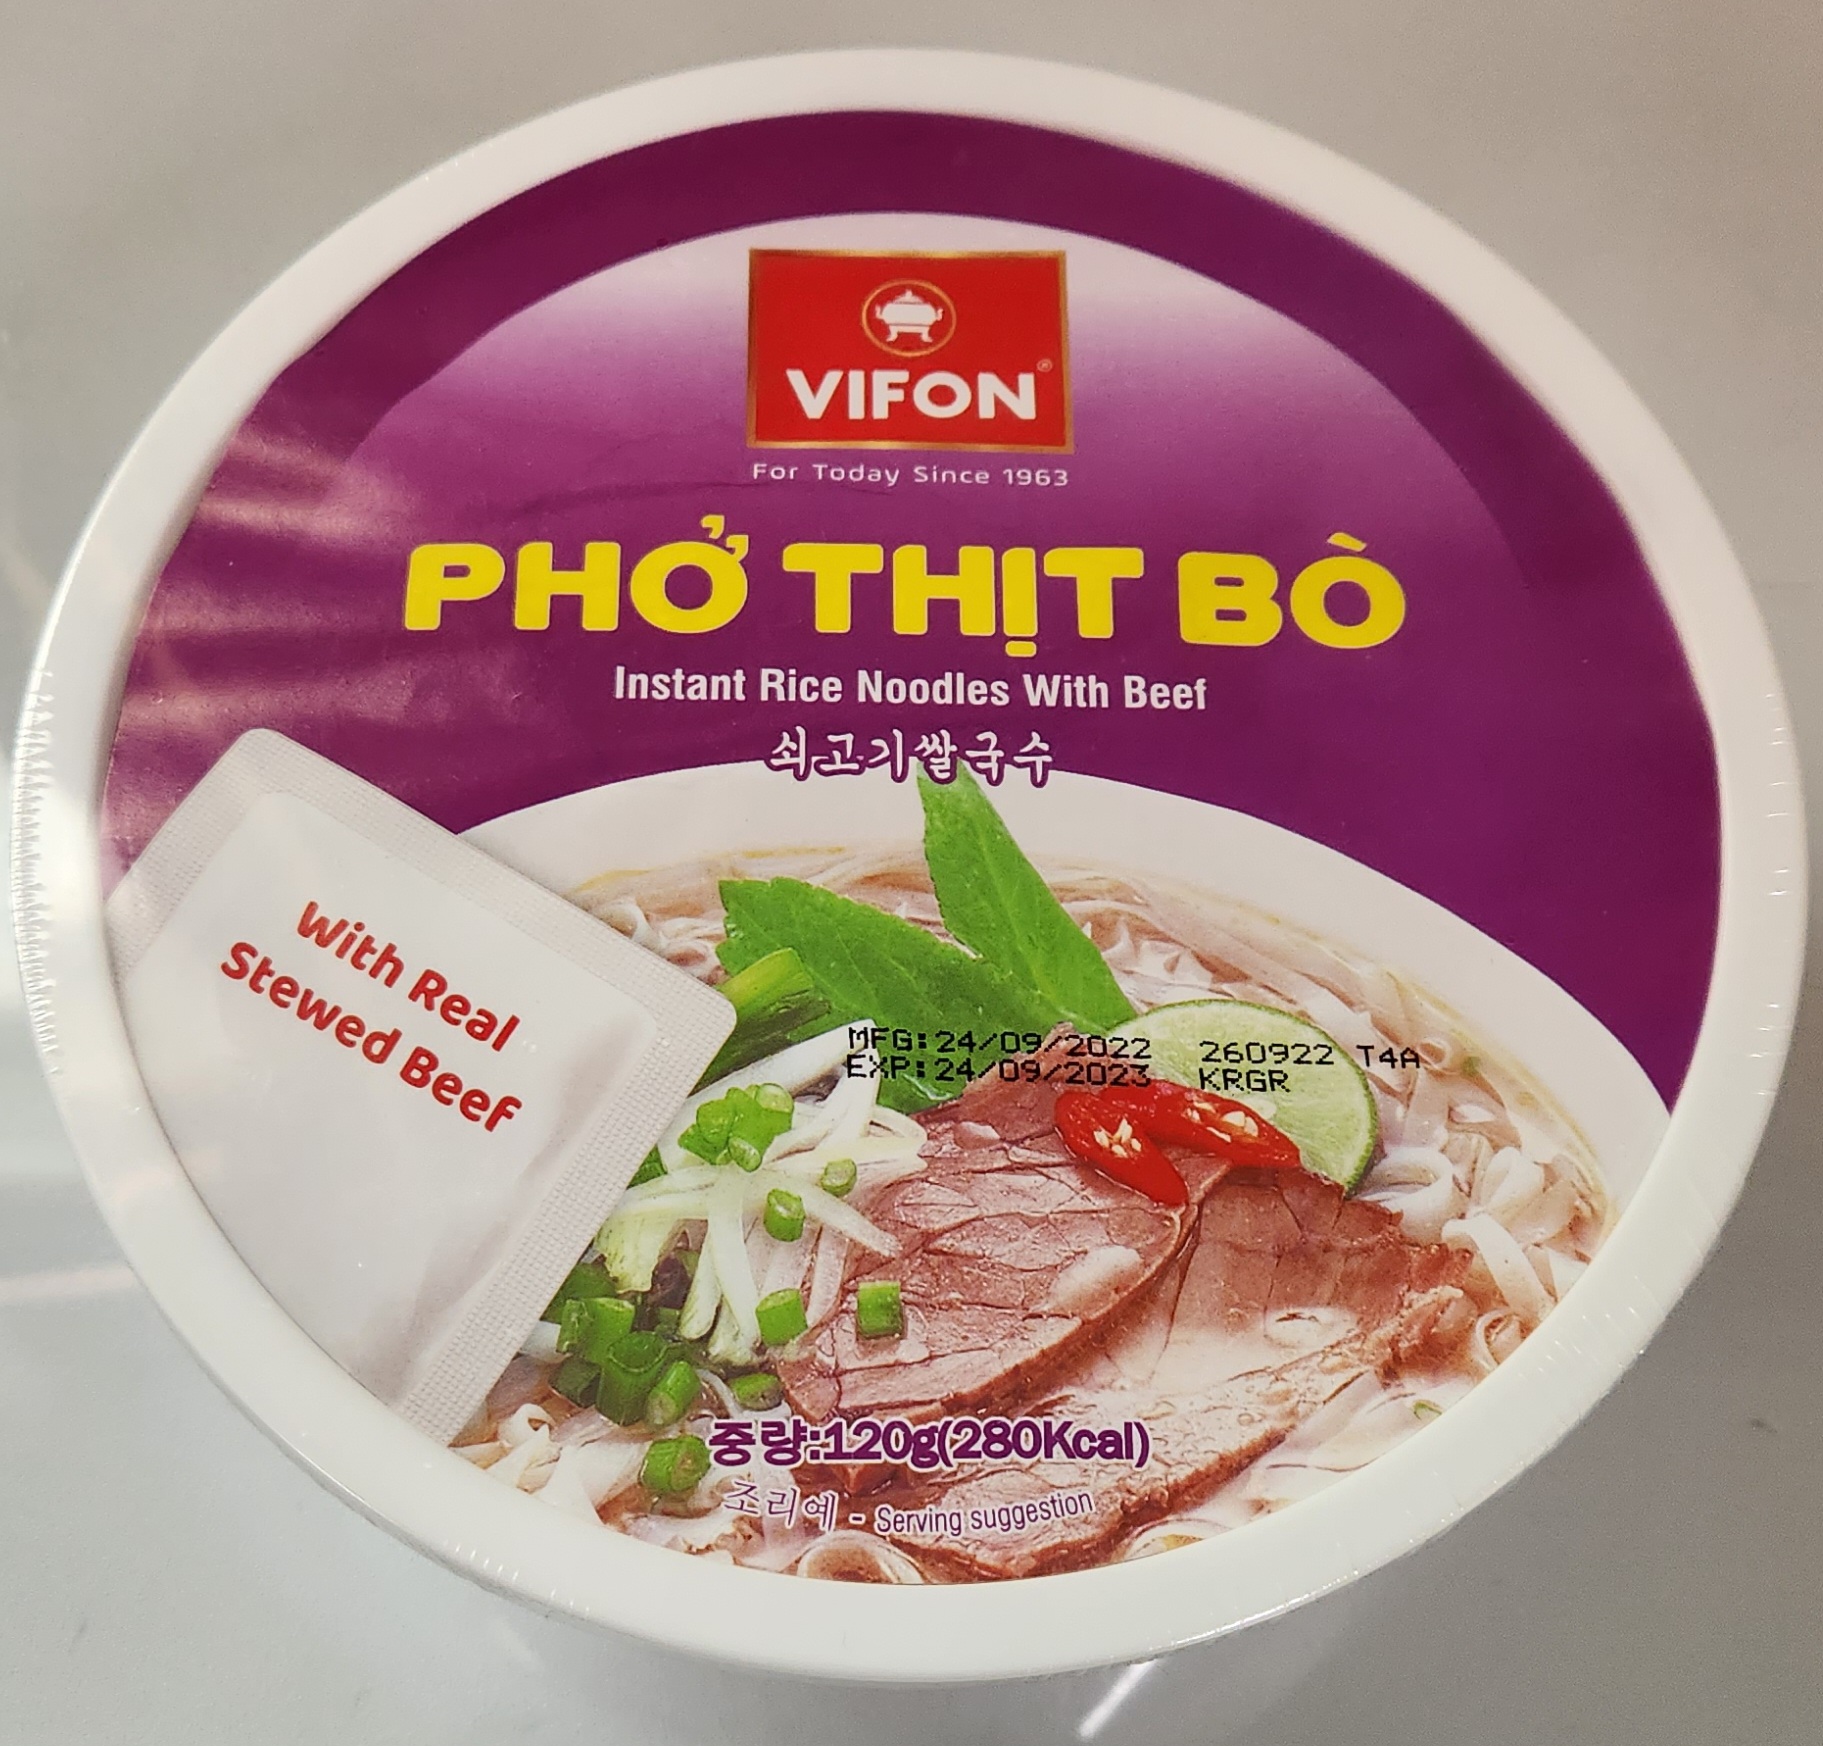 VIFON®
For Today Since 1963
PHỞ THỊT BÒ
Instant Rice Noodles With Beef
쇠고기쌀국수
With Real
Stewed Beef
MFG:24/09/2022 260922 T4A
EXP:24/09/2023 KRGR
중량:120g(280Kcal)
조리예 - Serving suggestion